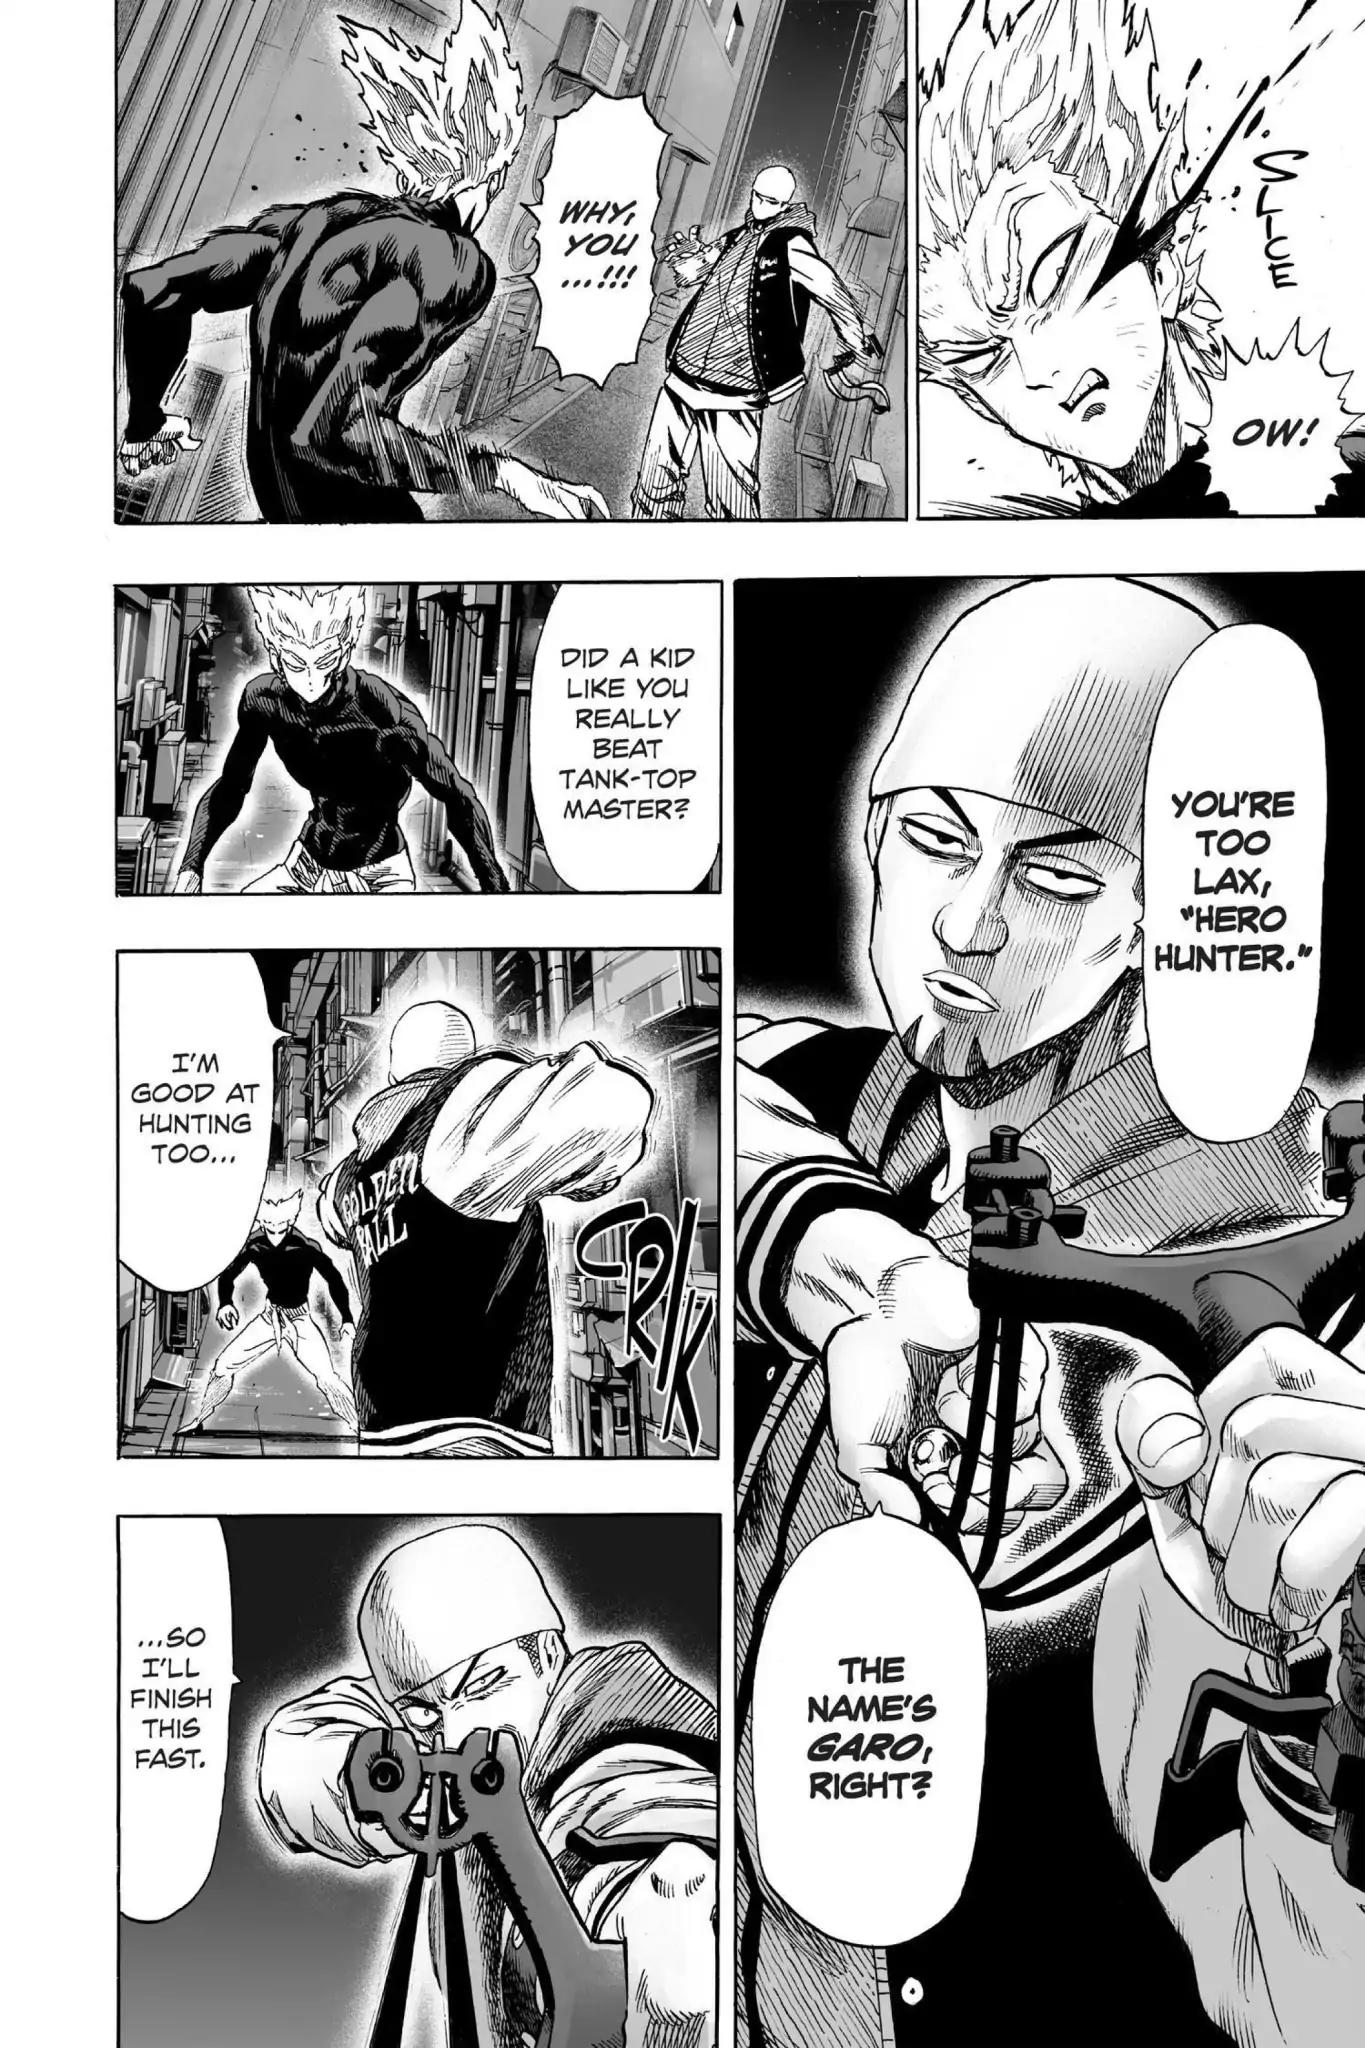 SLICE
OW!
WHY,
YOU
...!!!
YOU'RE
TOO
LAX,
"HERO
HUNTER."
THE
NAME'S
GARO,
RIGHT?
DID A KID
LIKE YOU
REALLY
BEAT
TANK-TOP
MASTER?
I'M
GOOD AT
HUNTING
TOO...
GOLDEN
BALL
CRIK
...SO
I'LL
FINISH
THIS
FAST.